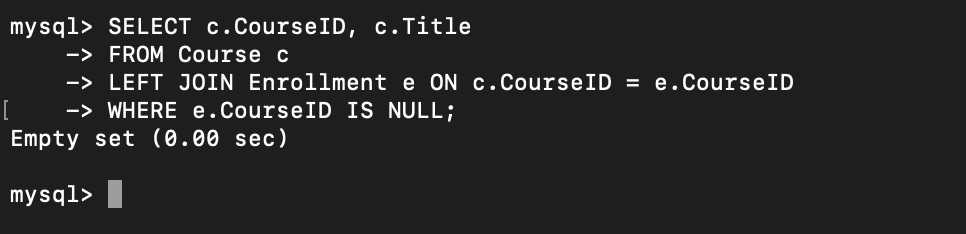 mysql> SELECT c.CourseID, c.Title
    -> FROM Course c
    -> LEFT JOIN Enrollment e ON c.CourseID = e.CourseID
[    -> WHERE e.CourseID IS NULL;
Empty set (0.00 sec)

mysql>